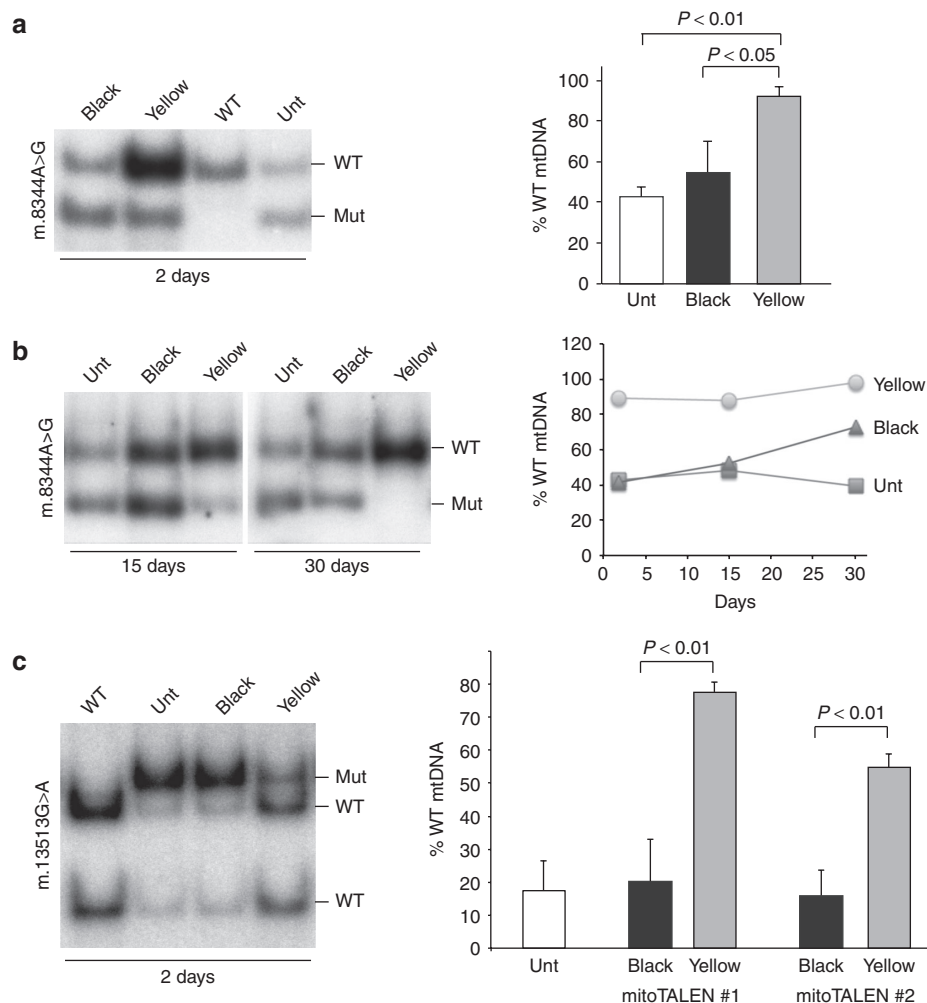 a
Black Yellow WT Unt
m.8344A>G
WT
Mut
2 days
P < 0.01
P < 0.05
% WT mtDNA
100
80
60
40
20
0
Unt Black Yellow
b
Unt Black Yellow Unt Black Yellow
m.8344A>G
WT
Mut
15 days 30 days
% WT mtDNA
120
100
80
60
40
20
0
Yellow
Black
Unt
0 5 10 15 20 25 30
Days
c
WT Unt Black Yellow
m.13513G>A
Mut
WT
WT
2 days
P < 0.01
P < 0.01
% WT mtDNA
80
70
60
50
40
30
20
10
0
Unt Black Yellow Black Yellow
mitoTALEN #1 mitoTALEN #2